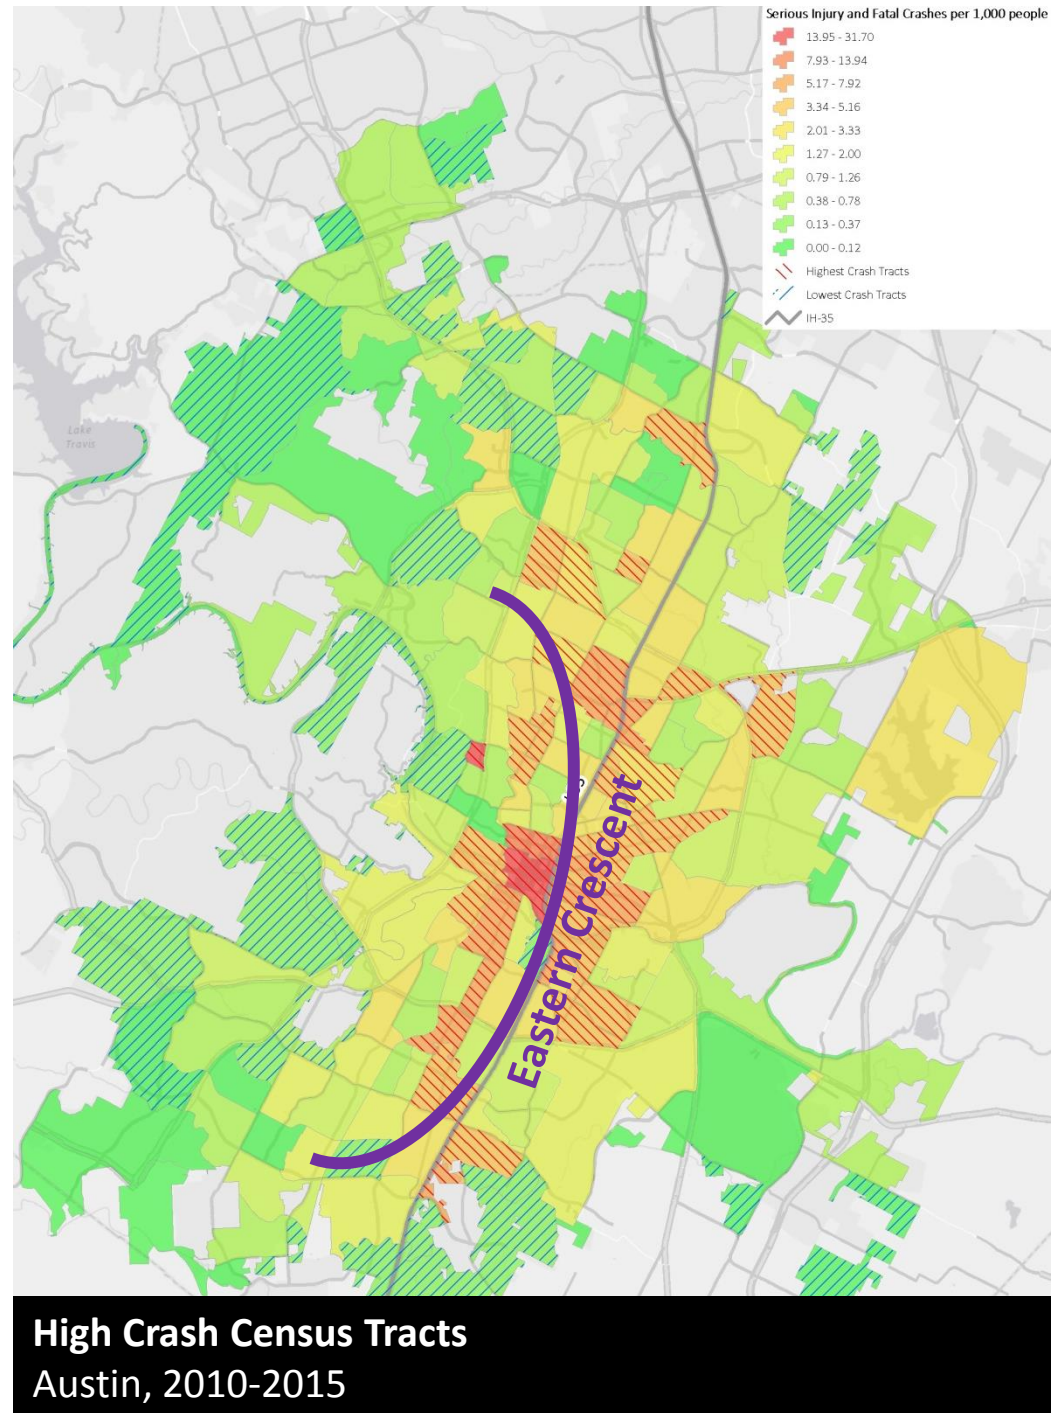 Serious Injury and Fatal Crashes per 1,000 people
13.95 - 31.70
7.93 - 13.94
5.17 - 7.92
3.34 - 5.16
2.01 - 3.33
1.27 - 2.00
0.79 - 1.26
0.38 - 0.78
0.13 - 0.37
0.00 - 0.12
Highest Crash Tracts
Lowest Crash Tracts
IH-35
Lake
Travis
Eastern Crescent
High Crash Census Tracts
Austin, 2010-2015